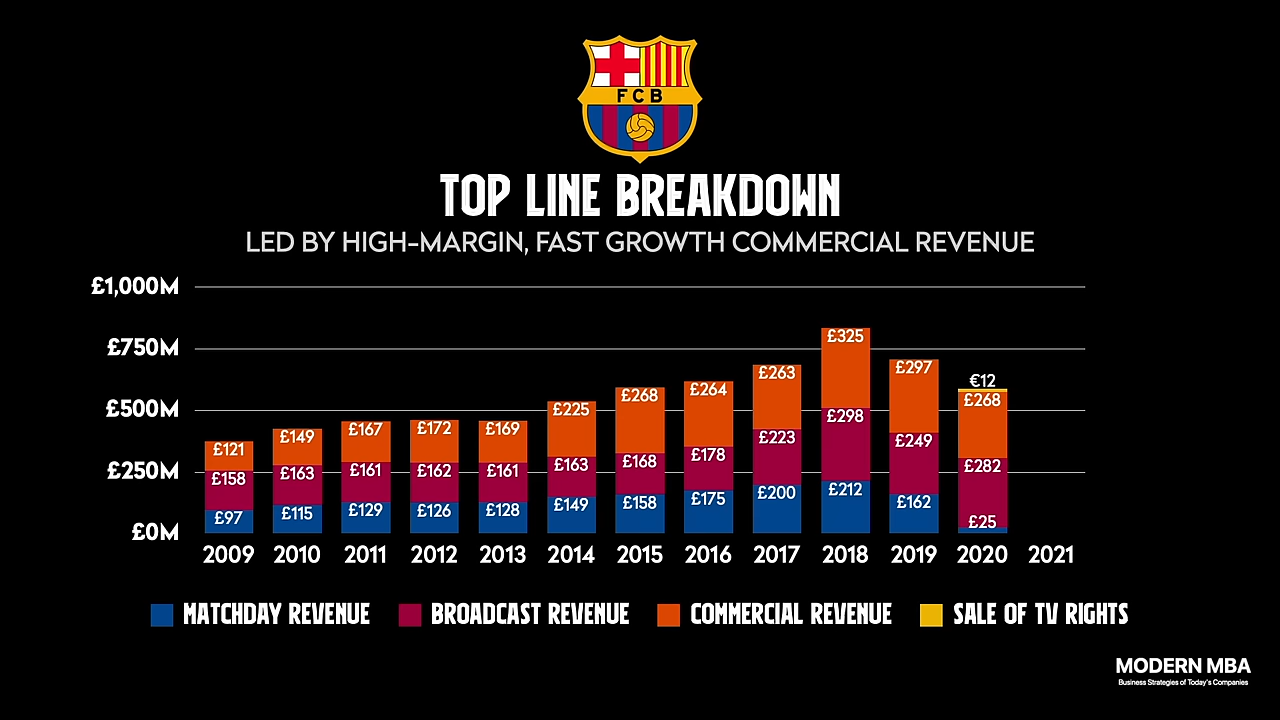 FCB
TOP LINE BREAKDOWN
LED BY HIGH-MARGIN, FAST GROWTH COMMERCIAL REVENUE
£1,000M
£750M
£500M
£250M
£0M
£121 £149 £167 £172 £169 £225 £268 £264 £263 £325 £297 €12 £268
£158 £163 £161 £162 £161 £163 £168 £178 £223 £298 £249 £282
£97 £115 £129 £126 £128 £149 £158 £175 £200 £212 £162 £25
2009 2010 2011 2012 2013 2014 2015 2016 2017 2018 2019 2020 2021
MATCHDAY REVENUE BROADCAST REVENUE COMMERCIAL REVENUE SALE OF TV RIGHTS
MODERN MBA
Business Strategies of Today's Companies